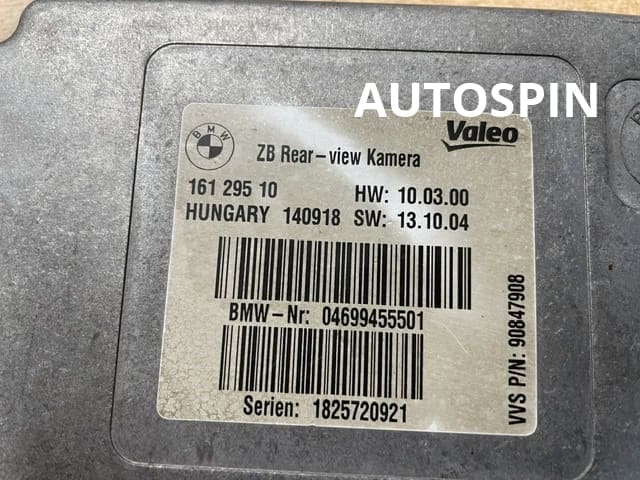 AUTOSPIN
BMW
Valeo
ZB Rear-view Kamera
161 295 10
HW: 10.03.00
HUNGARY 140918 SW: 13.10.04
BMW-Nr: 04699455501
Serien: 1825720921
VVS P/N: 90847908